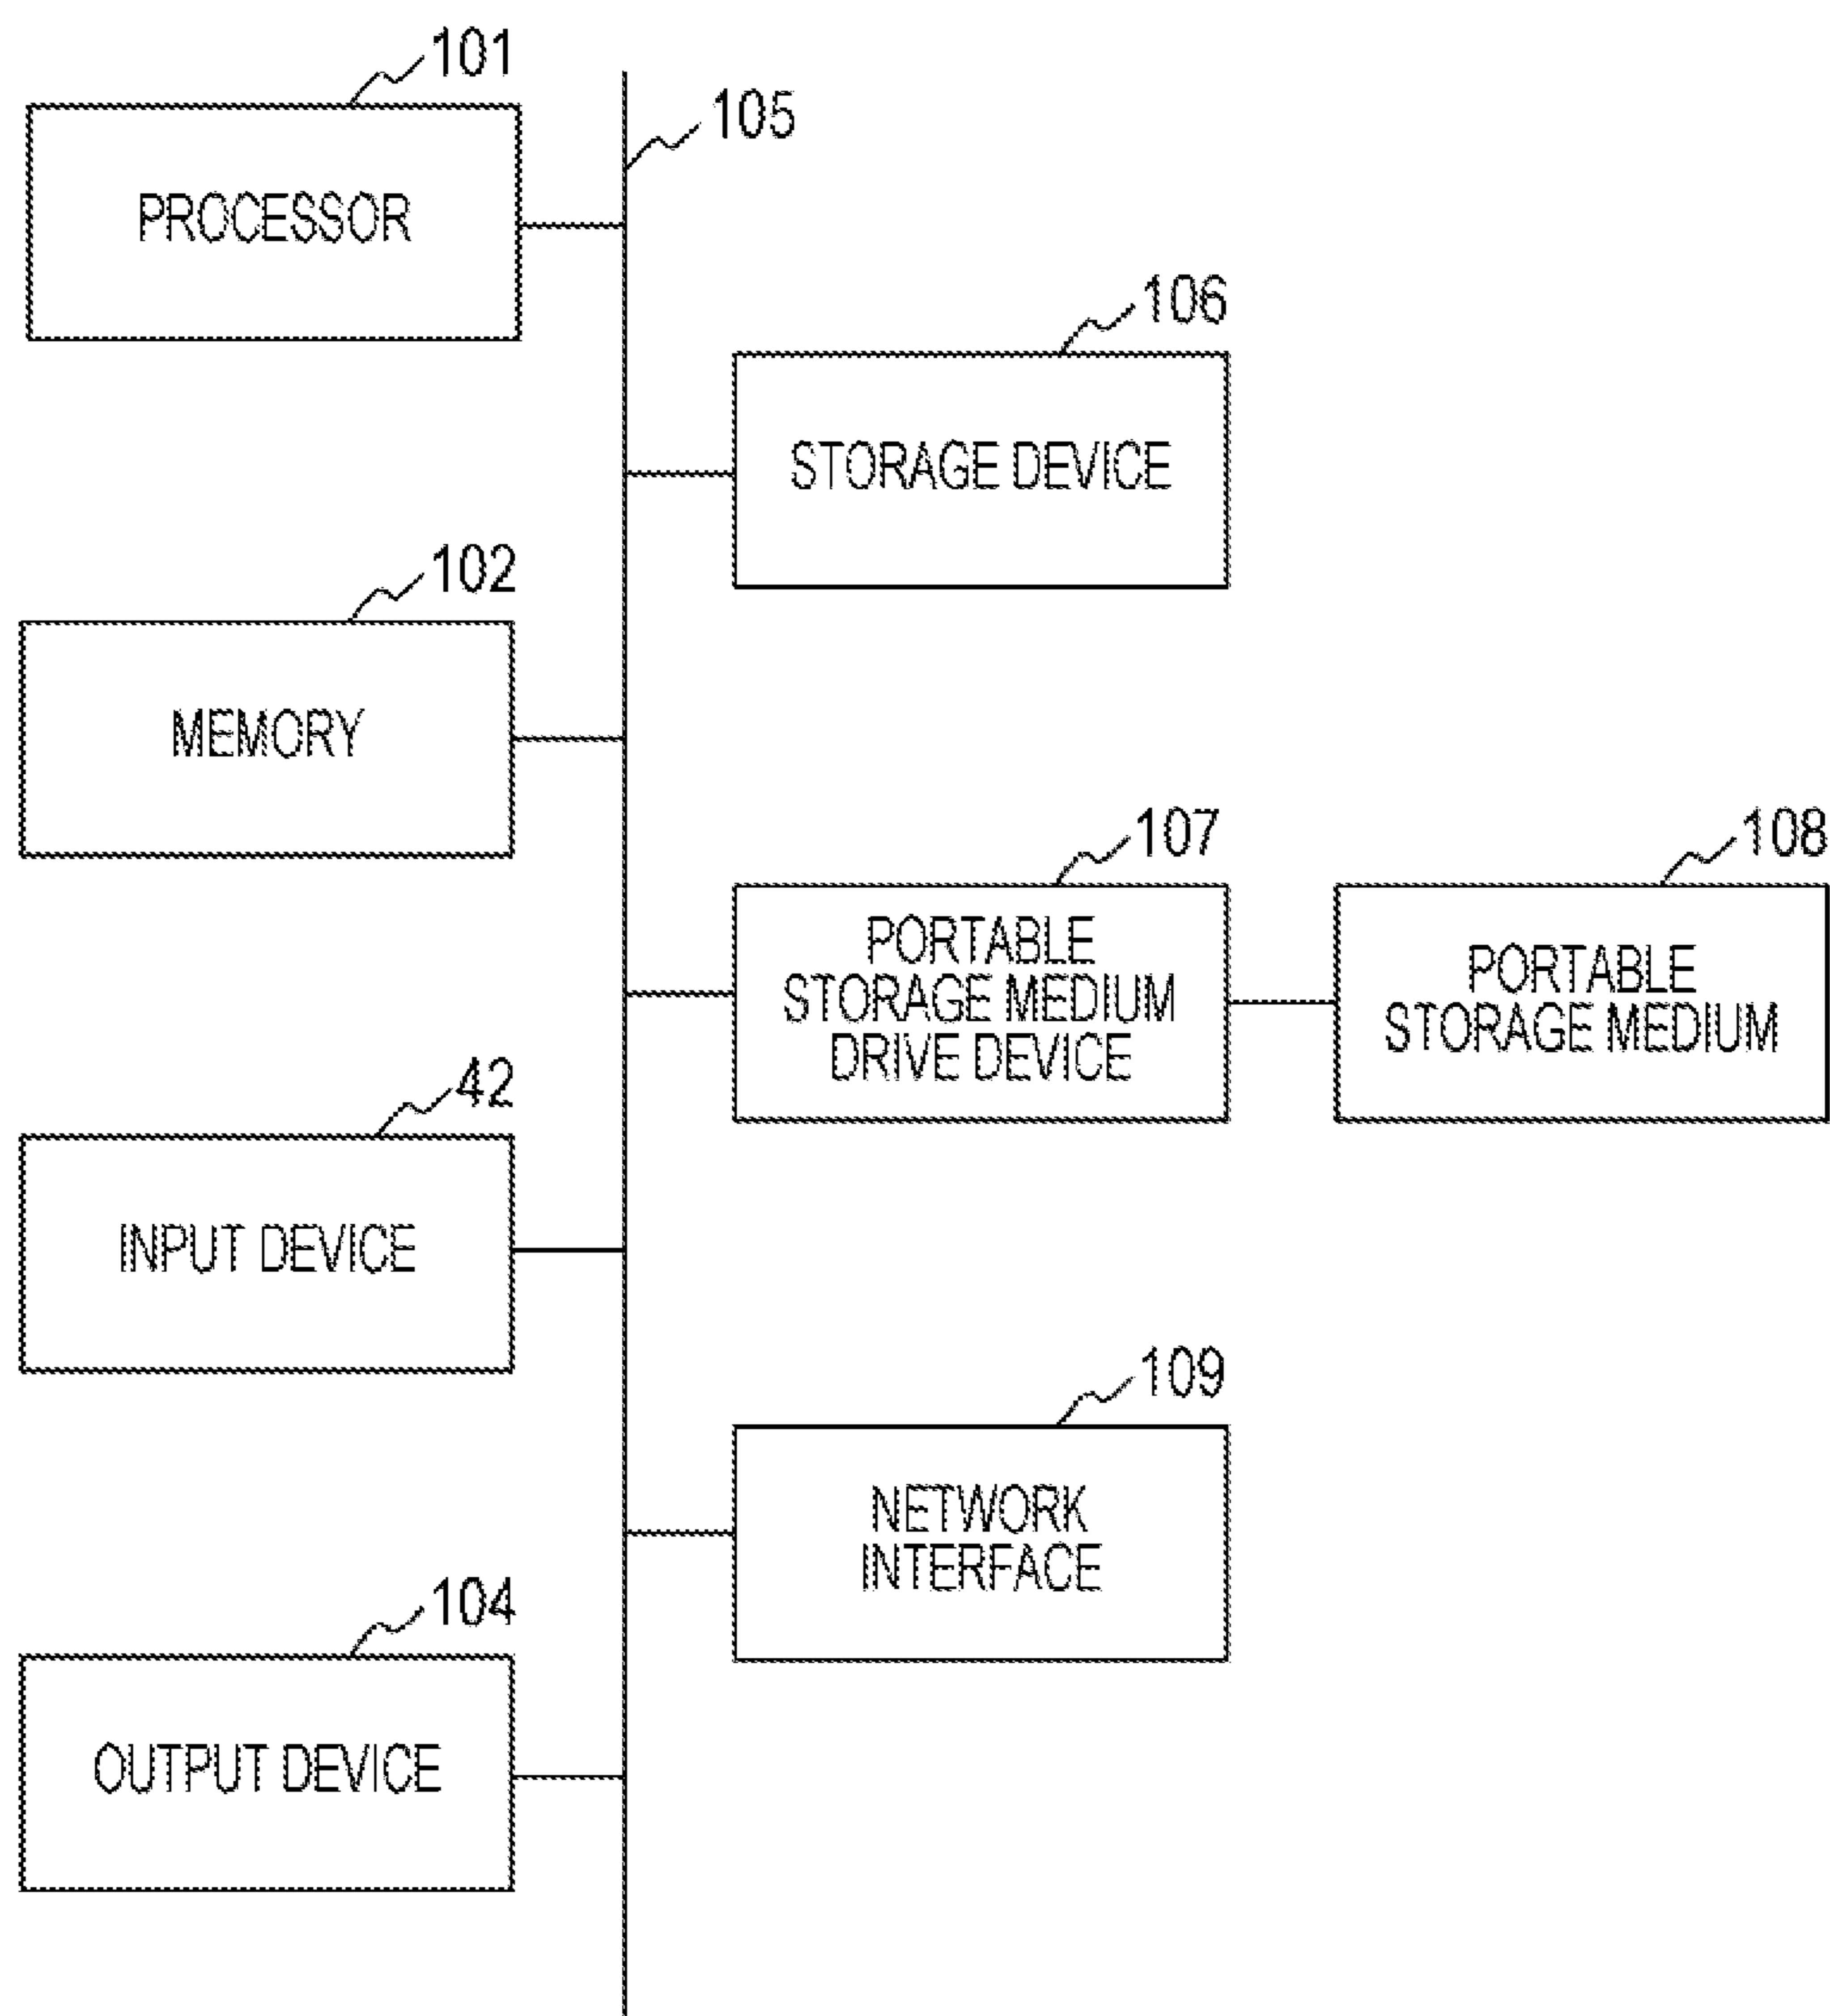 101
PROCESSOR
105
106
STORAGE DEVICE
102
MEMORY
107
PORTABLE
STORAGE MEDIUM
DRIVE DEVICE
108
PORTABLE
STORAGE MEDIUM
42
INPUT DEVICE
109
NETWORK
INTERFACE
104
OUTPUT DEVICE